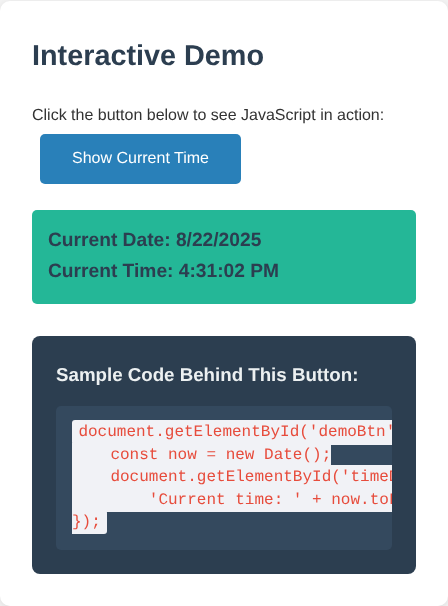 Interactive Demo
Click the button below to see JavaScript in action:
Show Current Time
Current Date: 8/22/2025
Current Time: 4:31:02 PM
Sample Code Behind This Button:
document.getElementById('demoBtn'
const now = new Date();
document.getElementById('time
'Current time: ' + now.to
});